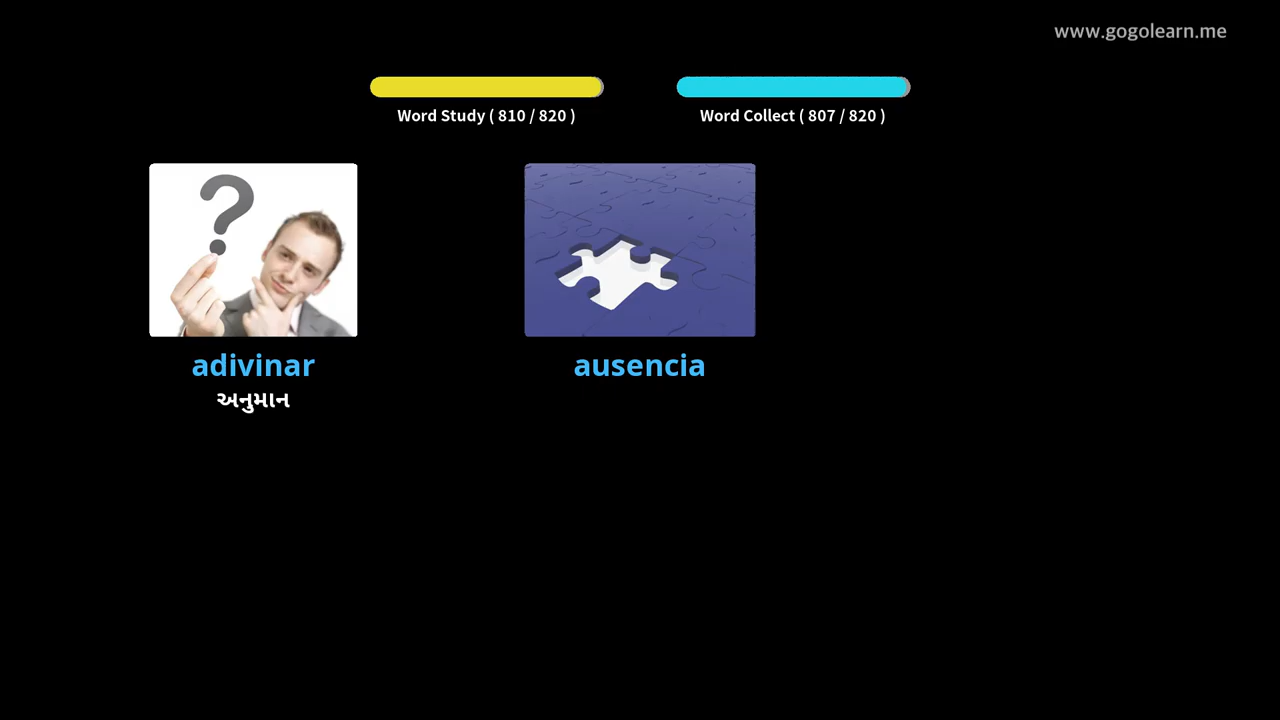 www.gogolearn.me
Word Study ( 810 / 820 )
Word Collect ( 807 / 820 )
?
adivinar
ausencia
અનુમાન